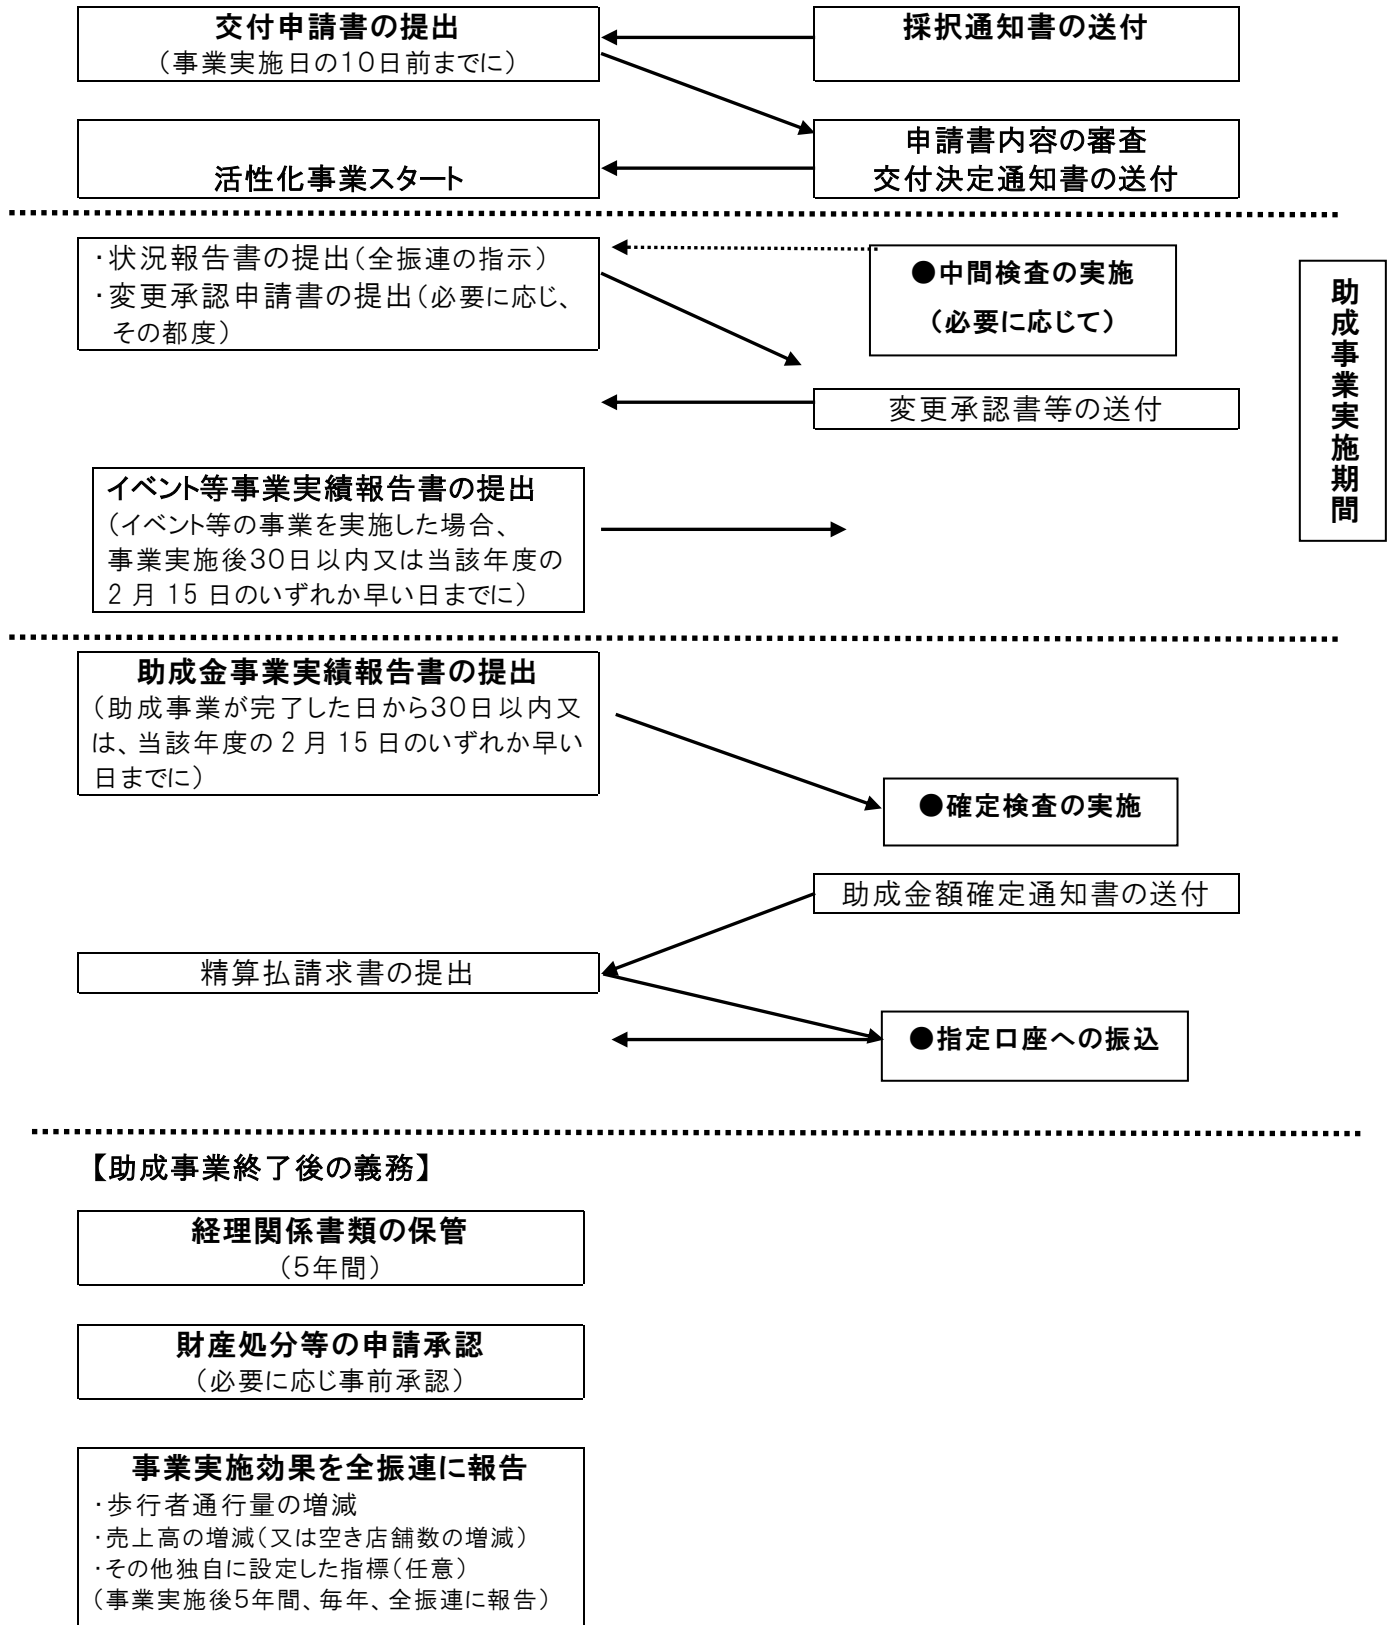 交付申請書の提出
（事業実施日の１０日前までに）
採択通知書の送付
活性化事業スタート
申請書内容の審査
交付決定通知書の送付
・状況報告書の提出（全振連の指示）
・変更承認申請書の提出（必要に応じ、
その都度）
●中間検査の実施
（必要に応じて）
助成事業実施期間
変更承認書等の送付
イベント等事業実績報告書の提出
（イベント等の事業を実施した場合、
事業実施後３０日以内又は当該年度の
2 月 15 日のいずれか早い日までに）
助成金事業実績報告書の提出
（助成事業が完了した日から３０日以内又
は、当該年度の 2 月 15 日のいずれか早い
日までに）
●確定検査の実施
助成金額確定通知書の送付
精算払請求書の提出
●指定口座への振込
【助成事業終了後の義務】
経理関係書類の保管
（５年間）
財産処分等の申請承認
（必要に応じ事前承認）
事業実施効果を全振連に報告
・歩行者通行量の増減
・売上高の増減（又は空き店舗数の増減）
・その他独自に設定した指標（任意）
（事業実施後５年間、毎年、全振連に報告）